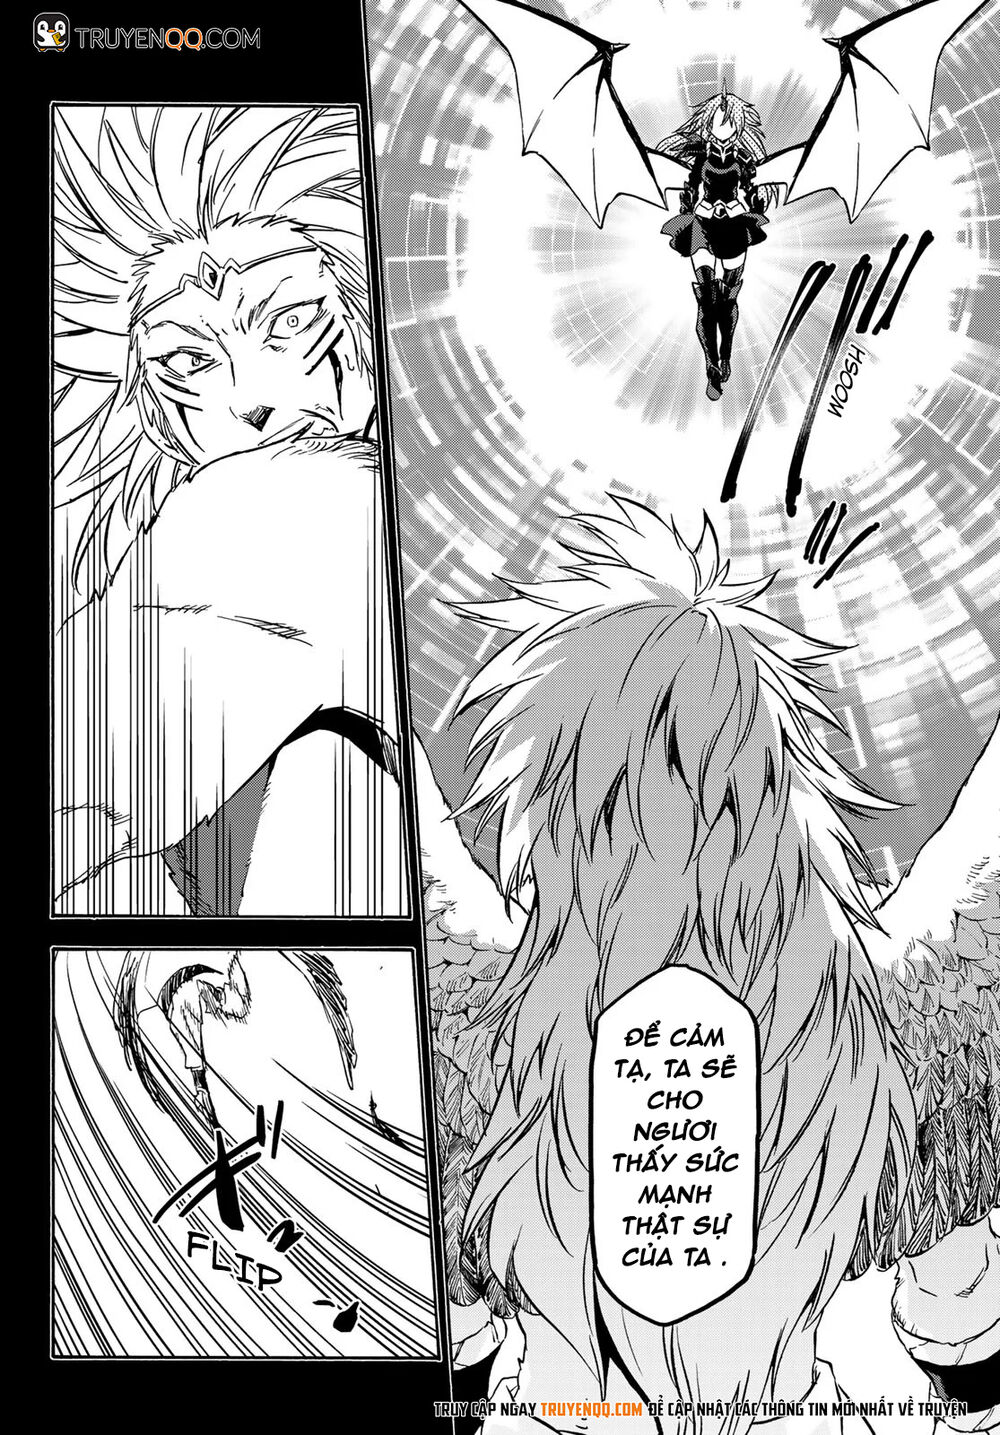 TRUYENQQ.COM
WOOSH
ĐỂ CẢM
TẠ, TA SẼ
CHO
NGƯƠI
THẤY SỨC
MẠNH
THẬT SỰ
CỦA TA .
FLIP
TRUY CẬP NGAY TRUYENQQ.COM ĐỂ CẬP NHẬT CÁC THÔNG TIN MỚI NHẤT VỀ TRUYỆN